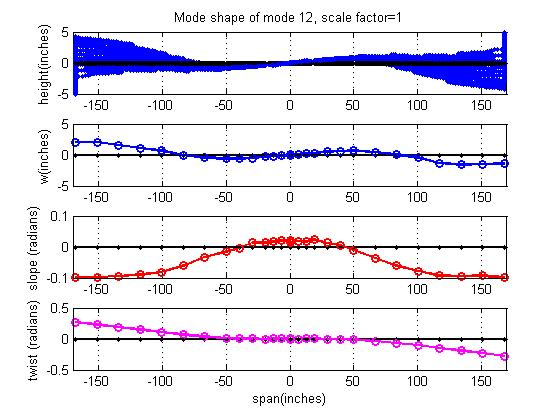 Mode shape of mode 12, scale factor=1
height(inches)
5
0
-5
-150 -100 -50 0 50 100 150
w(inches)
5
0
-5
-150 -100 -50 0 50 100 150
slope (radians)
0.1
0
-0.1
-150 -100 -50 0 50 100 150
twist (radians)
0.5
0
-0.5
-150 -100 -50 0 50 100 150
span(inches)